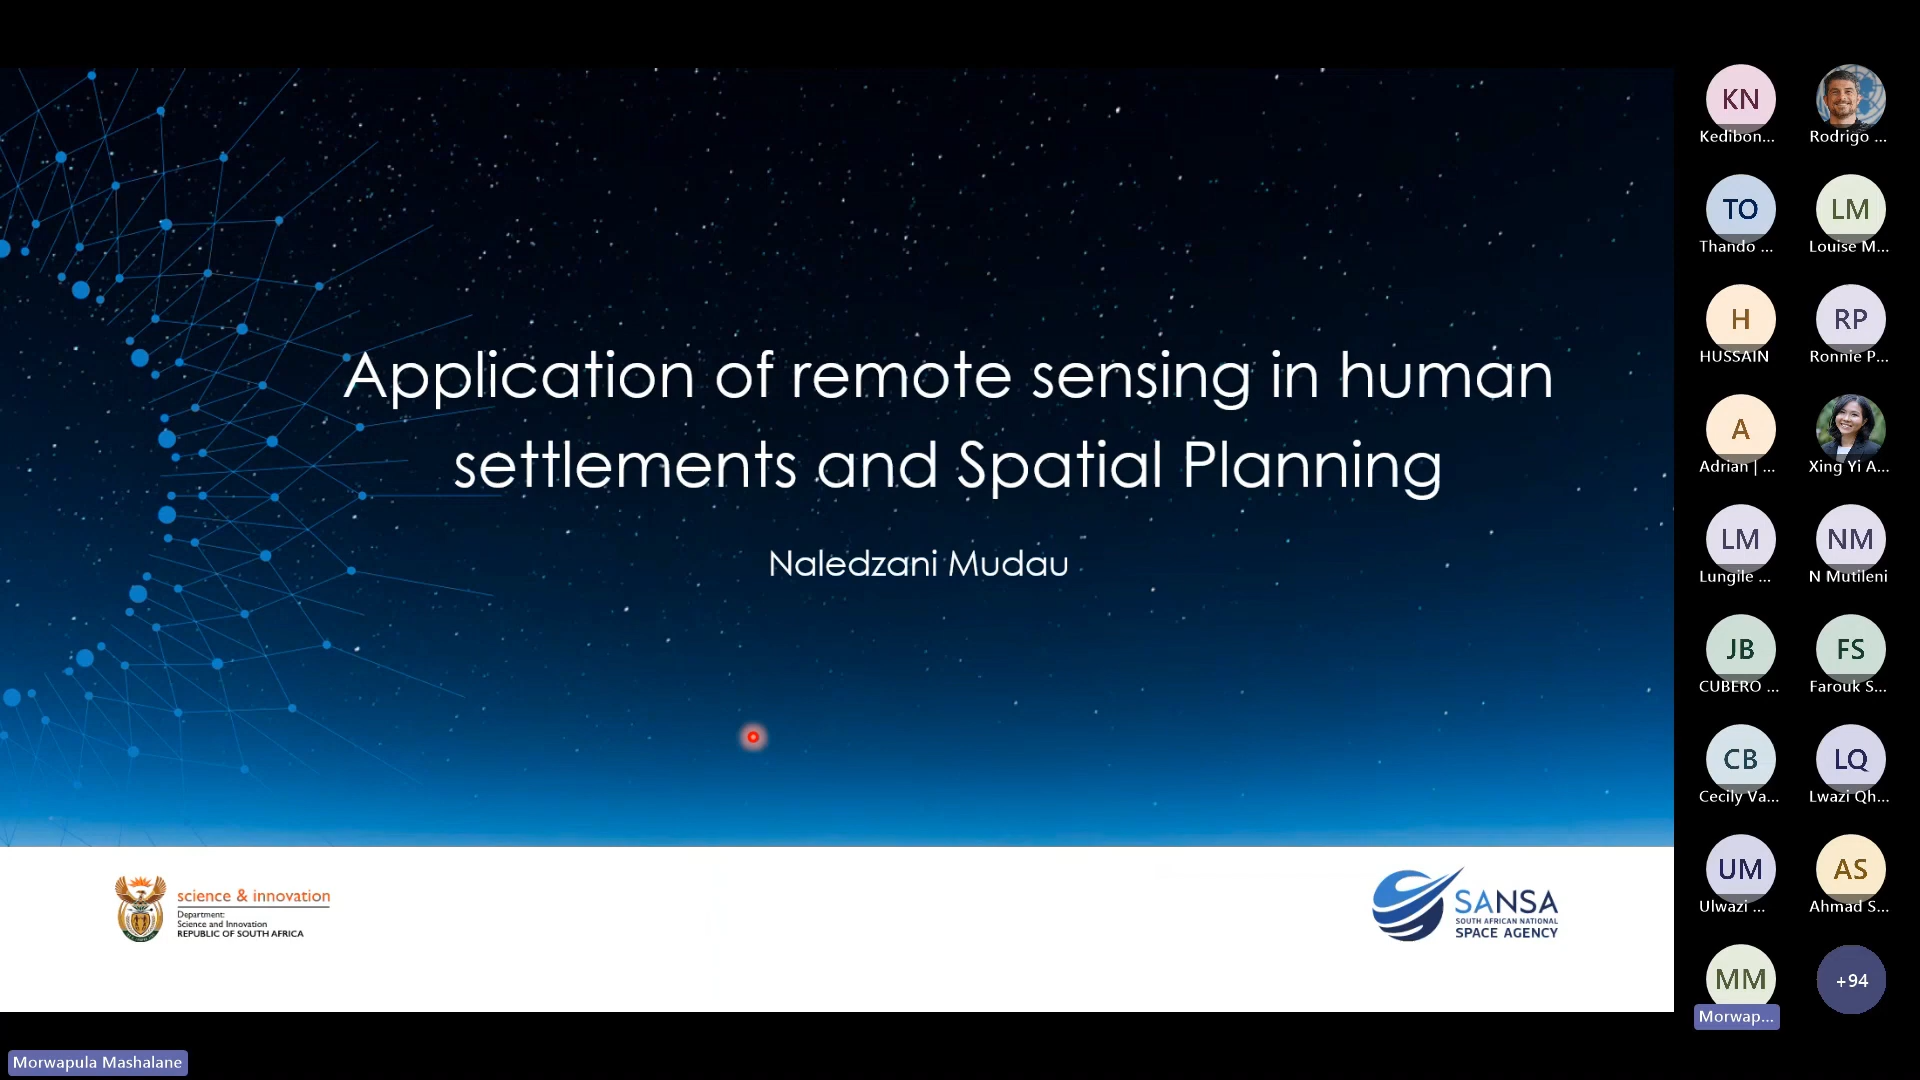 Application of remote sensing in human
settlements and Spatial Planning
Naledzani Mudau
science & innovation
Department:
Science and Innovation
REPUBLIC OF SOUTH AFRICA
SANSA
SOUTH AFRICAN NATIONAL
SPACE AGENCY
KN
Kedibon...
Rodrigo ...
TO
Thando ...
LM
Louise M...
H
HUSSAIN
RP
Ronnie P...
A
Adrian | ...
Xing Yi A...
LM
Lungile ...
NM
N Mutileni
JB
CUBERO ...
FS
Farouk S...
CB
Cecily Va...
LQ
Lwazi Qh...
UM
Ulwazi ...
AS
Ahmad S...
MM
Morwap...
+94
Morwapula Mashalane